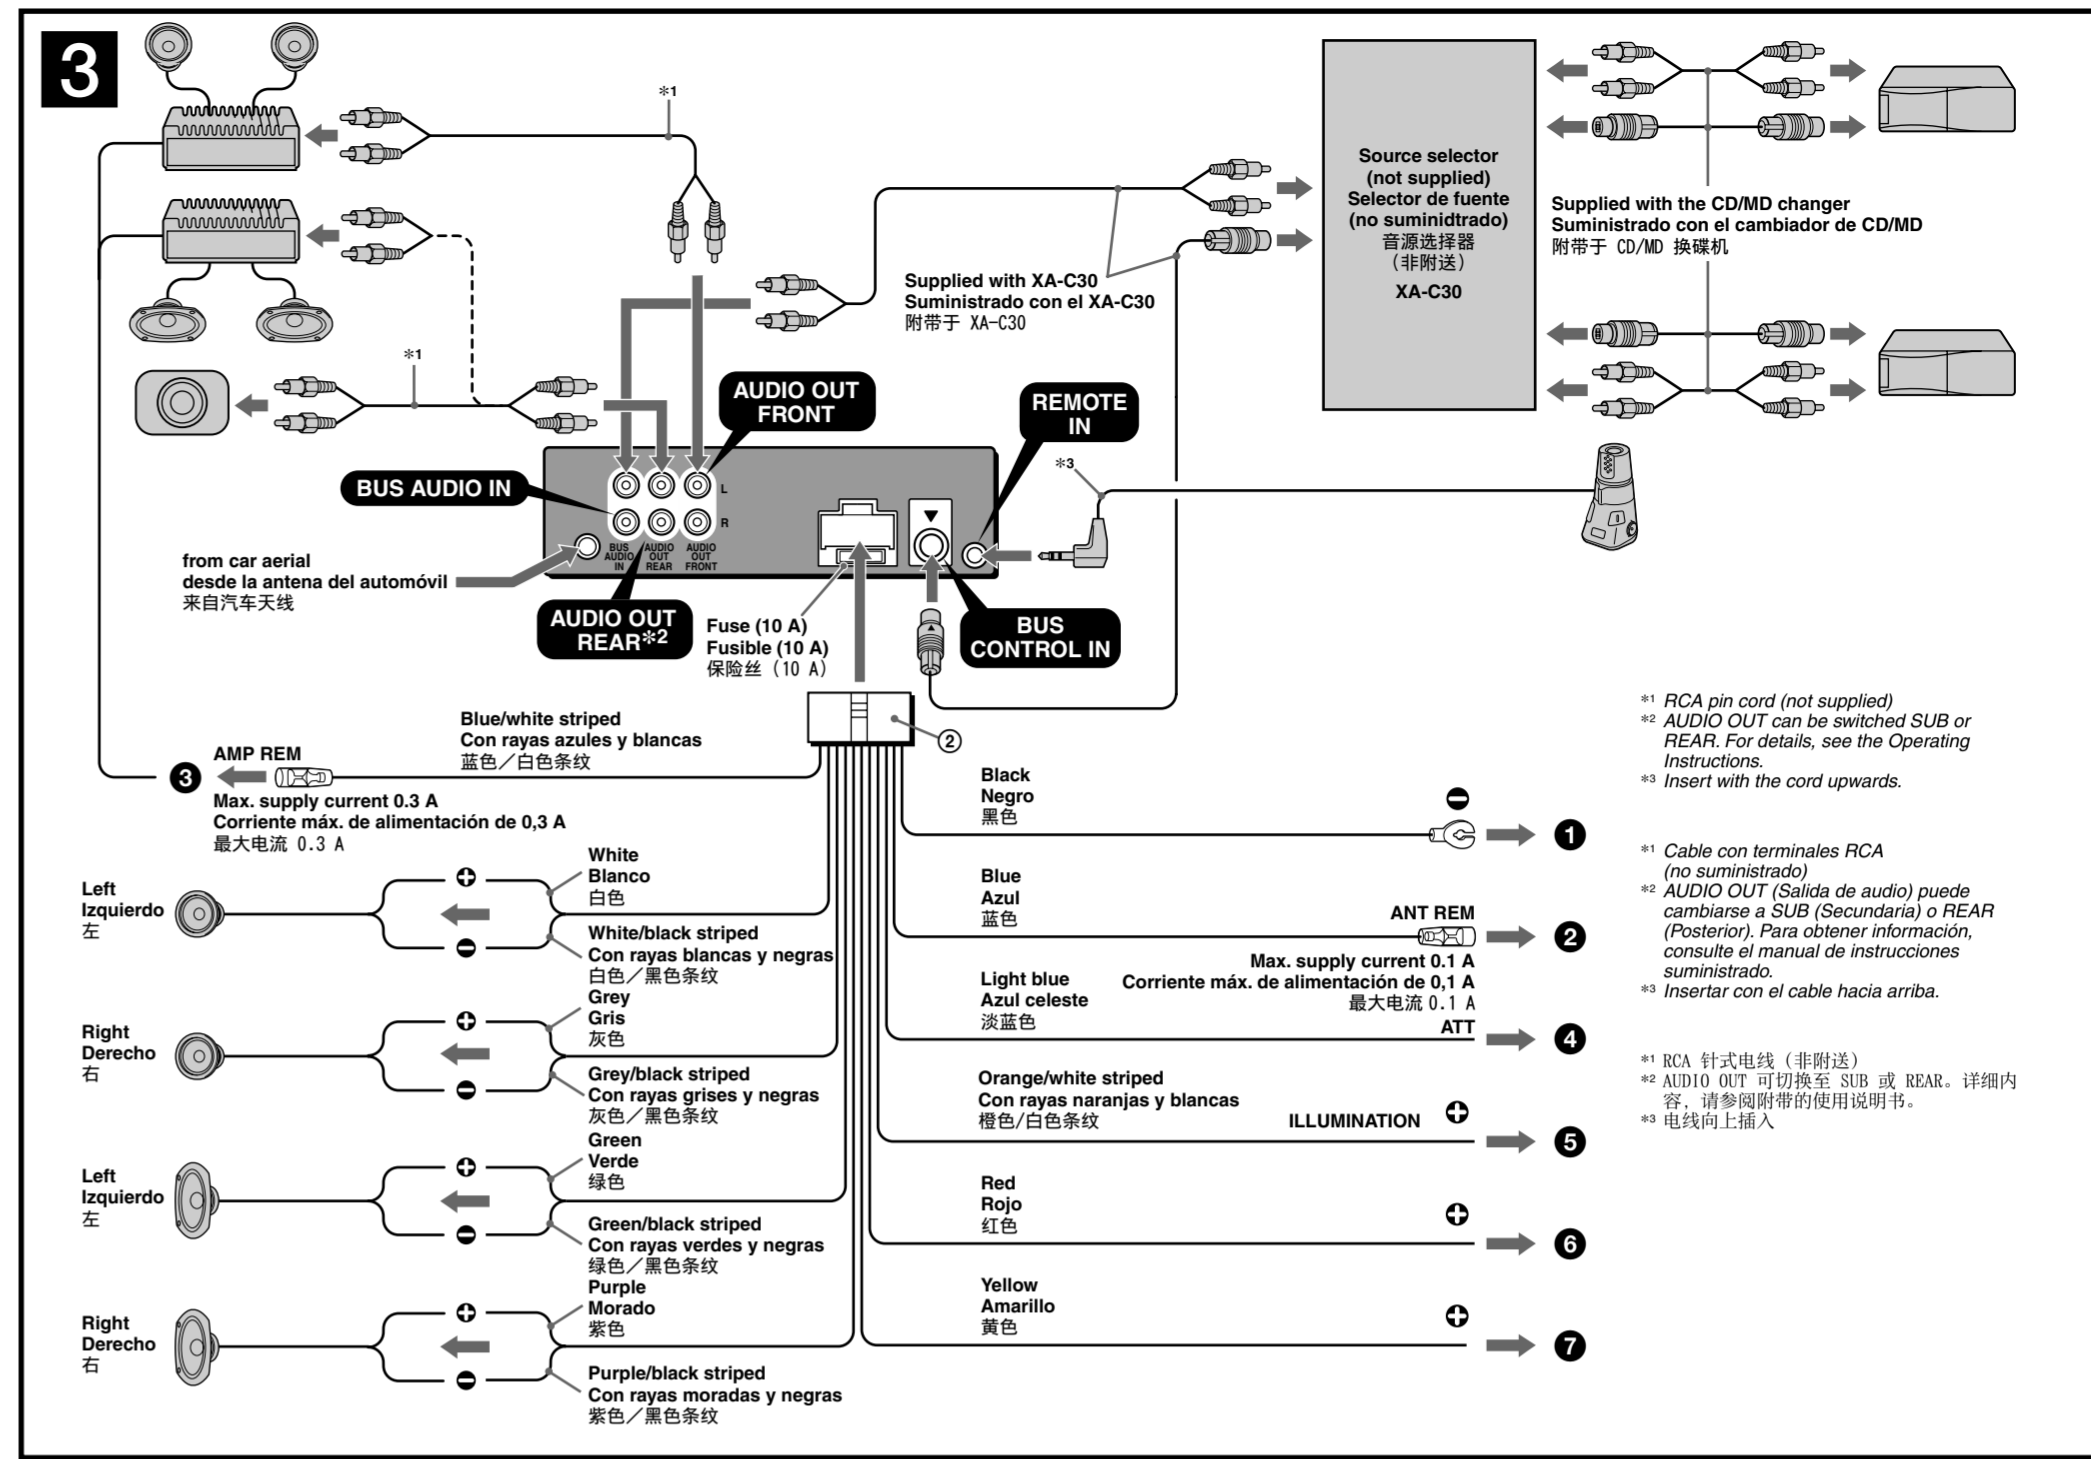 3
*1
Source selector
(not supplied)
Selector de fuente
(no suminidtrado)
音源选择器
(非附送)
XA-C30
Supplied with the CD/MD changer
Suministrado con el cambiador de CD/MD
附带于 CD/MD 换碟机
Supplied with XA-C30
Suministrado con el XA-C30
附带于 XA-C30
*1
AUDIO OUT
FRONT
REMOTE
IN
*3
BUS AUDIO IN
L
R
BUS
AUDIO
IN
AUDIO
OUT
REAR
AUDIO
OUT
FRONT
from car aerial
desde la antena del automóvil
来自汽车天线
AUDIO OUT
REAR*2
Fuse (10 A)
Fusible (10 A)
保险丝 (10 A)
BUS
CONTROL IN
②
Blue/white striped
Con rayas azules y blancas
蓝色／白色条纹
AMP REM
❸
Max. supply current 0.3 A
Corriente máx. de alimentación de 0,3 A
最大电流 0.3 A
Left
Izquierdo
左
White
Blanco
白色
White/black striped
Con rayas blancas y negras
白色／黑色条纹
Right
Derecho
右
Grey
Gris
灰色
Grey/black striped
Con rayas grises y negras
灰色／黑色条纹
Left
Izquierdo
左
Green
Verde
绿色
Green/black striped
Con rayas verdes y negras
绿色／黑色条纹
Right
Derecho
右
Purple
Morado
紫色
Purple/black striped
Con rayas moradas y negras
紫色／黑色条纹
Black
Negro
黑色
❶
Blue
Azul
蓝色
ANT REM
❷
Max. supply current 0.1 A
Corriente máx. de alimentación de 0,1 A
最大电流 0.1 A
Light blue
Azul celeste
淡蓝色
ATT
❹
Orange/white striped
Con rayas naranjas y blancas
橙色/白色条纹
ILLUMINATION
❺
Red
Rojo
红色
❻
Yellow
Amarillo
黄色
❼
*1 RCA pin cord (not supplied)
*2 AUDIO OUT can be switched SUB or
REAR. For details, see the Operating
Instructions.
*3 Insert with the cord upwards.
*1 Cable con terminales RCA
(no suministrado)
*2 AUDIO OUT (Salida de audio) puede
cambiarse a SUB (Secundaria) o REAR
(Posterior). Para obtener información,
consulte el manual de instrucciones
suministrado.
*3 Insertar con el cable hacia arriba.
*1 RCA 针式电线（非附送）
*2 AUDIO OUT 可切换至 SUB 或 REAR。详细内
容，请参阅附带的使用说明书。
*3 电线向上插入